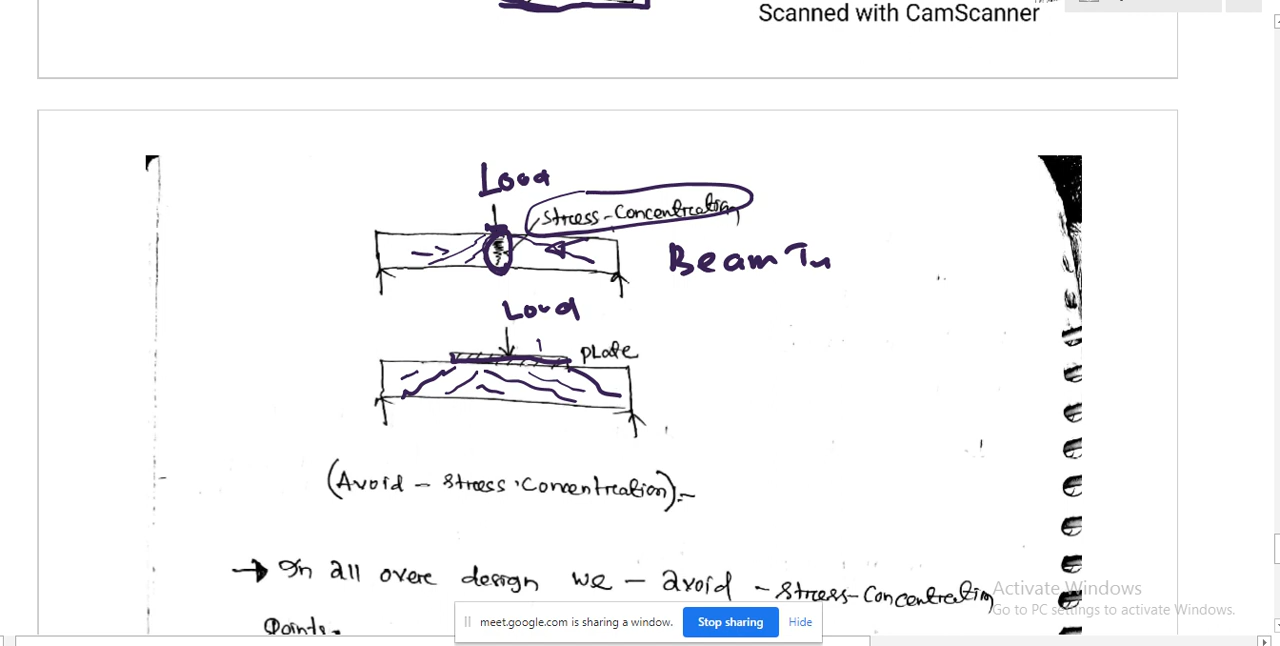 Scanned with CamScanner
Load
Stress-Concentration
Beam
Load
PLate
(Avoid - Stress Concentration).-
→ In all over design we - avoid - Stress-Concentration
Points.
Activate Windows
Go to PC settings to activate Windows.
meet.google.com is sharing a window.
Stop sharing
Hide